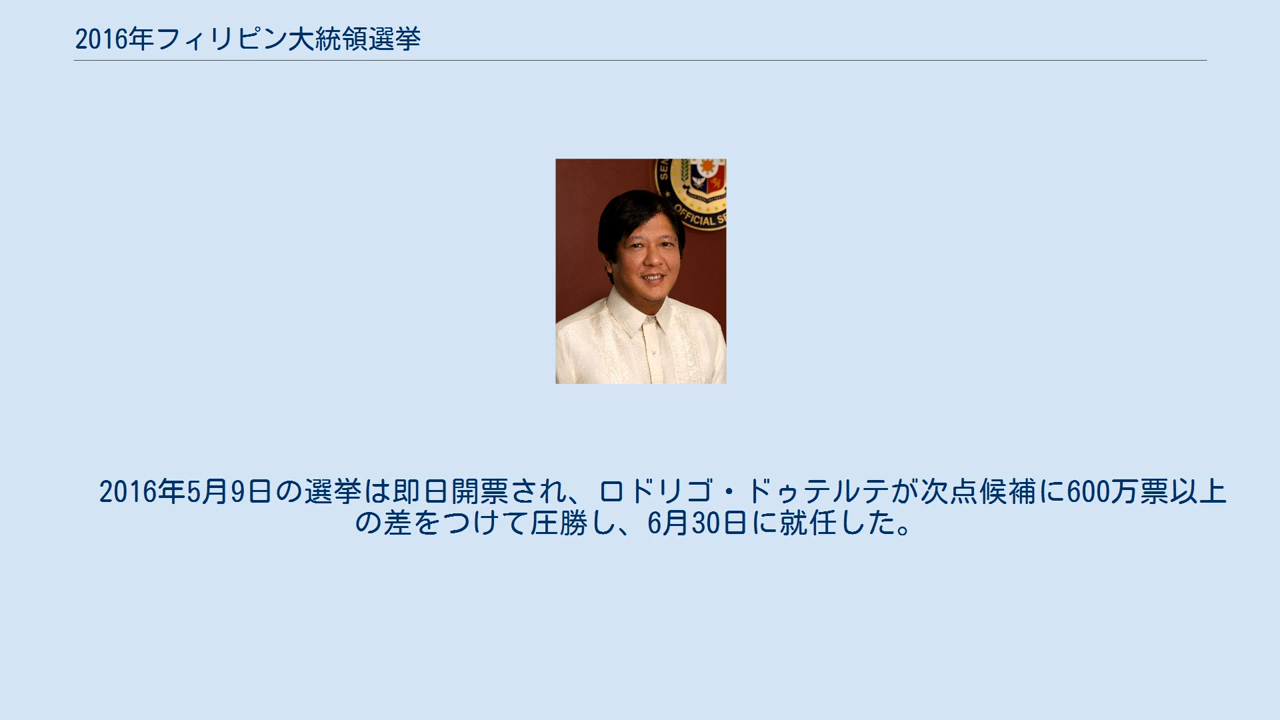 2016年フィリピン大統領選挙
SEN
OFFICIAL SE
2016年5月9日の選挙は即日開票され、ロドリゴ・ドゥテルテが次点候補に600万票以上
の差をつけて圧勝し、6月30日に就任した。